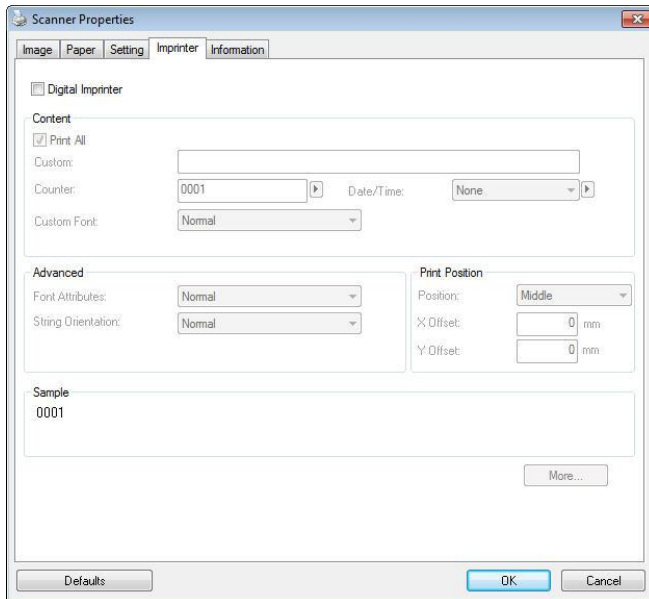 Scanner Properties
Image Paper Setting Imprinter Information
Digital Imprinter
Content
Print All
Custom:
Counter: 0001 Date/Time: None
Custom Font: Normal
Advanced
Font Attributes: Normal
String Orientation: Normal
Print Position
Position: Middle
X Offset: 0 mm
Y Offset: 0 mm
Sample
0001
More...
Defaults OK Cancel